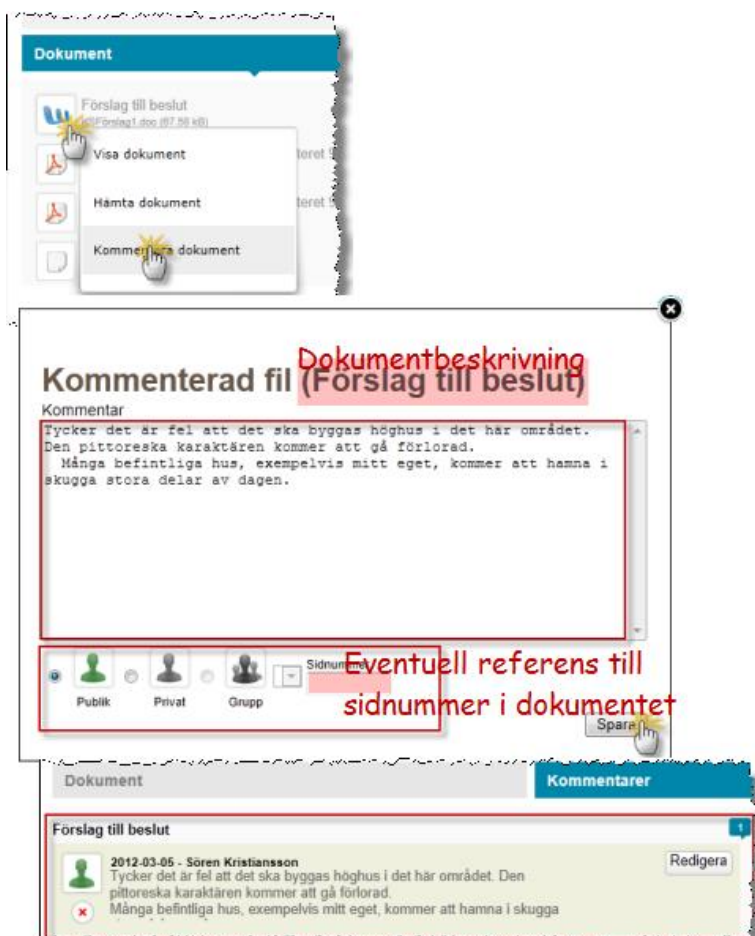 Dokument
Förslag till beslut
Förslag1.doc (67.56 kB)
Visa dokument
teret
Hämta dokument
teret
Kommentera dokument
Dokumentbeskrivning
Kommenterad fil (Förslag till beslut)
Kommentar
Tycker det är fel att det ska byggas höghus i det här området.
Den pittoreska karaktären kommer att gå förlorad.
Många befintliga hus, exempelvis mitt eget, kommer att hamna i
skugga stora delar av dagen.
Sidnummer
Eventuell referens till
Publik Privat Grupp
sidnummer i dokumentet
Spara
Dokument Kommentarer
Förslag till beslut 1
2012-03-05 - Sören Kristiansson Redigera
Tycker det är fel att det ska byggas höghus i det här området. Den
pittoreska karaktären kommer att gå förlorad.
Många befintliga hus, exempelvis mitt eget, kommer att hamna i skugga